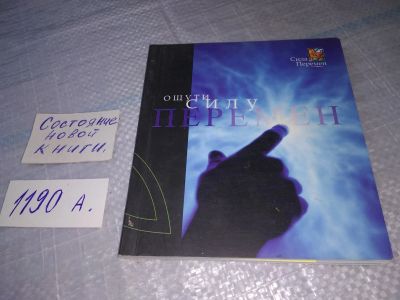 Сила
Перемен
ОЩУТИ
СИЛУ
ПЕРЕМЕН
Состояние
новой
книги.
1190 А.